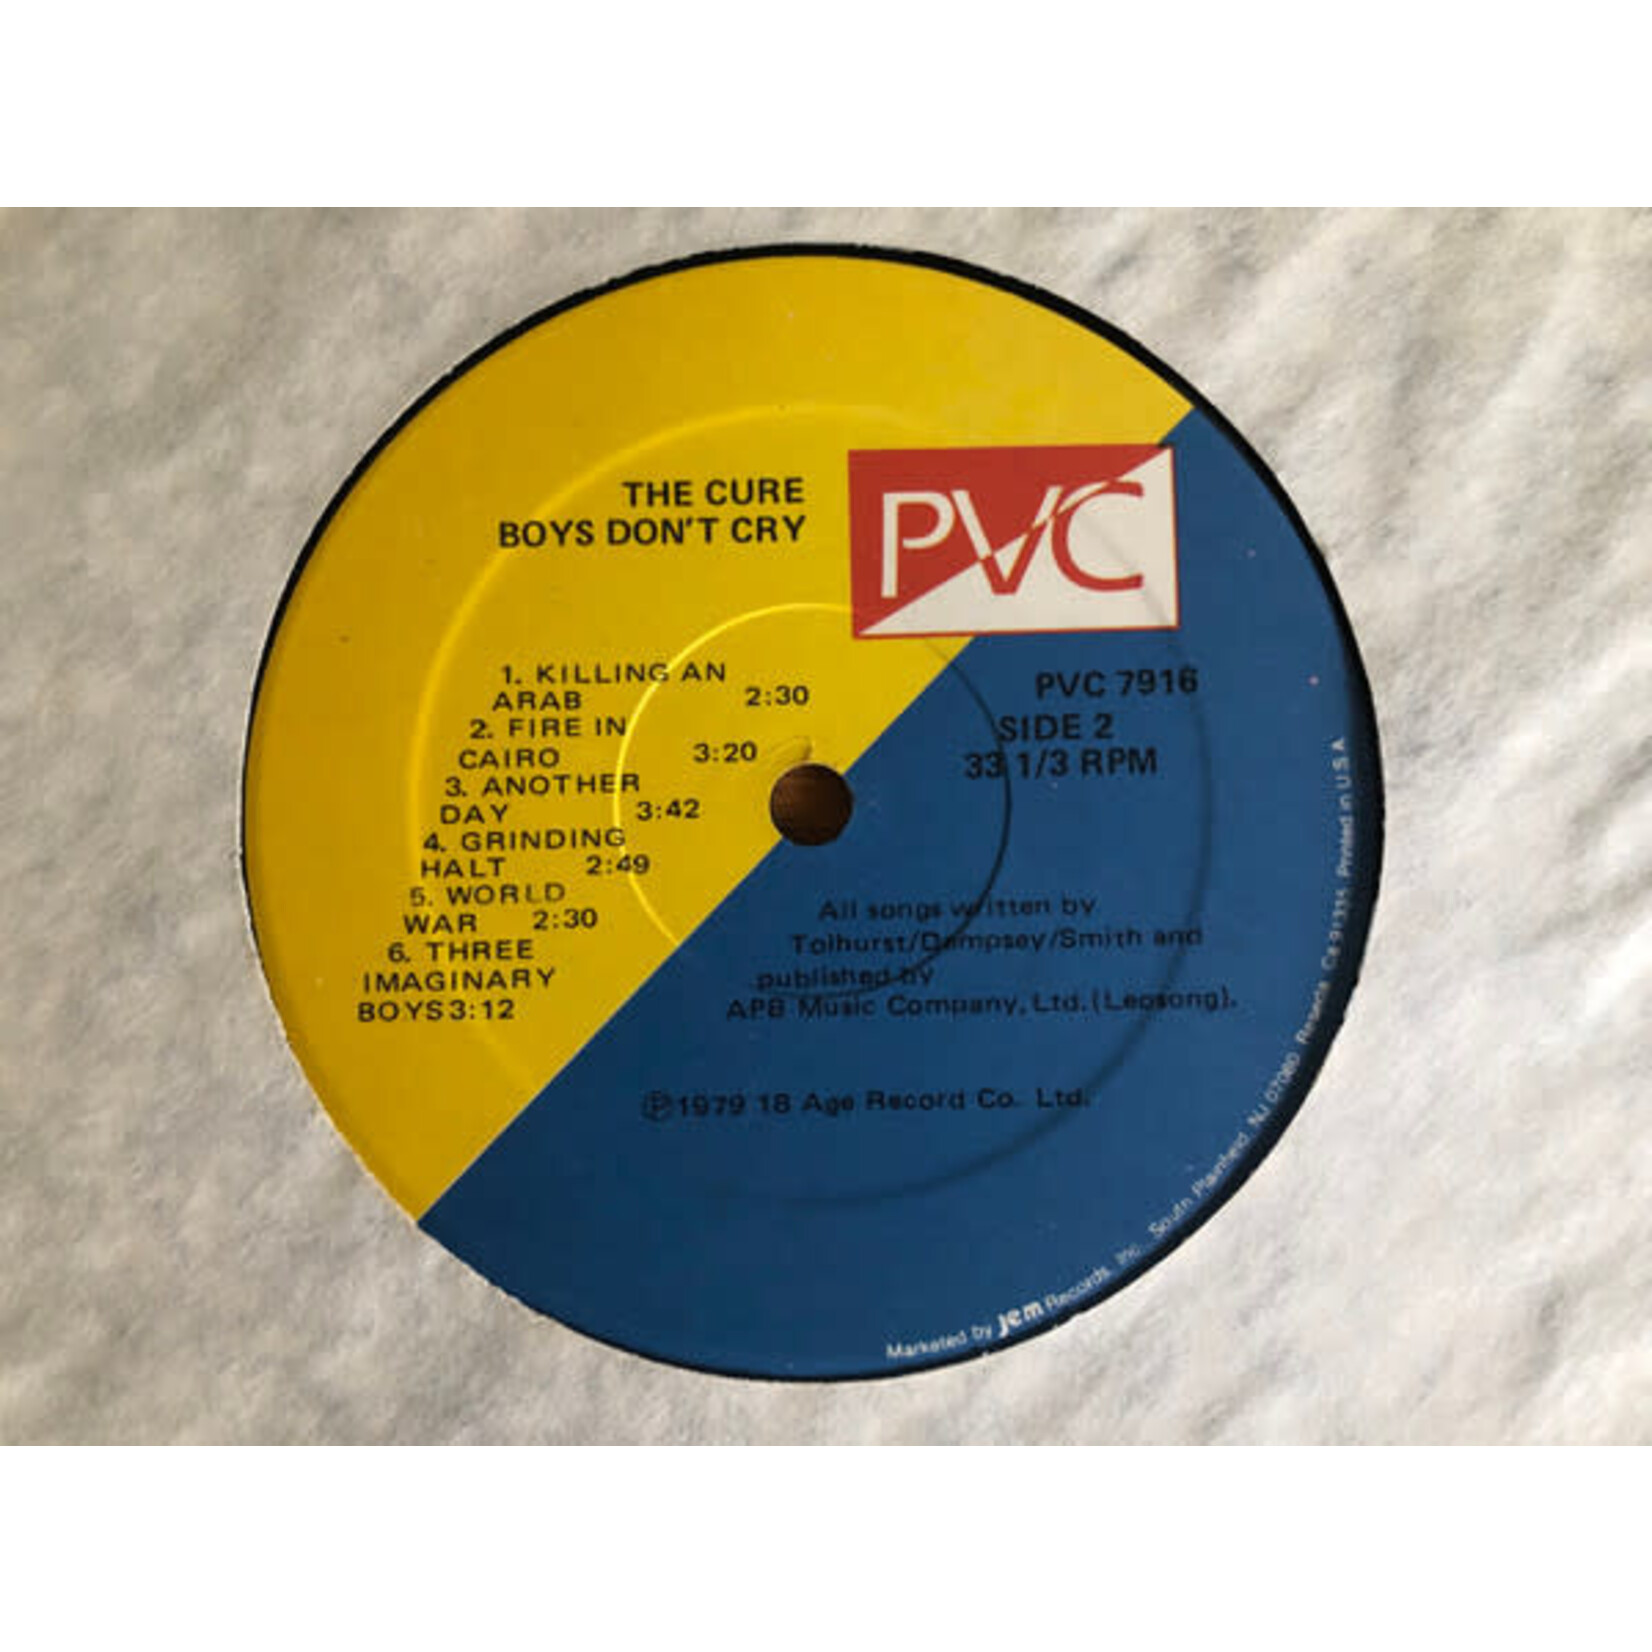 THE CURE
BOYS DON'T CRY
PVC
1. KILLING AN
ARAB 2:30
2. FIRE IN
CAIRO 3:20
3. ANOTHER
DAY 3:42
4. GRINDING
HALT 2:49
5. WORLD
WAR 2:30
6. THREE
IMAGINARY
BOYS 3:12
PVC 7916
SIDE 2
33 1/3 RPM
All songs written by
Tolhurst/Dempsey/Smith and
published by
APB Music Company, Ltd. (Leosong).
℗1979 18 Age Record Co. Ltd.
Marketed by jem Records, Inc. South Plainfield, NJ 07080 Reseda, Ca 91335 Printed in U.S.A.